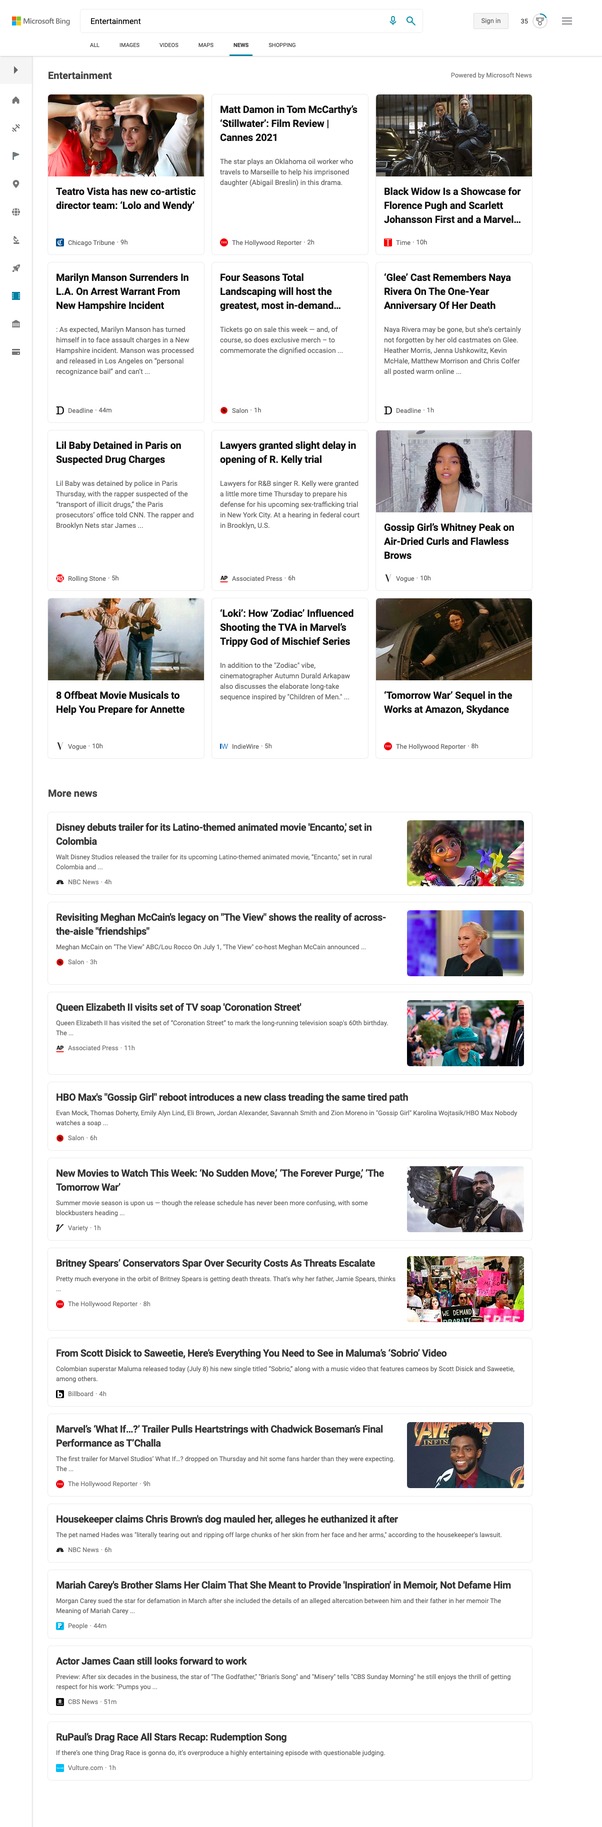 Microsoft Bing
Entertainment
Sign in
35
ALL
IMAGES
VIDEOS
MAPS
NEWS
SHOPPING
Entertainment
Powered by Microsoft News
Teatro Vista has new co-artistic
director team: ‘Lolo and Wendy’
Chicago Tribune · 9h
Matt Damon in Tom McCarthy’s
‘Stillwater’: Film Review |
Cannes 2021
The star plays an Oklahoma oil worker who
travels to Marseille to help his imprisoned
daughter (Abigail Breslin) in this drama.
The Hollywood Reporter · 2h
Black Widow Is a Showcase for
Florence Pugh and Scarlett
Johansson First and a Marvel...
Time · 10h
Marilyn Manson Surrenders In
L.A. On Arrest Warrant From
New Hampshire Incident
: As expected, Marilyn Manson has turned
himself in to face assault charges in a New
Hampshire incident. Manson was processed
and released in Los Angeles on “personal
recognizance bail” and can't ...
Deadline · 44m
Four Seasons Total
Landscaping will host the
greatest, most in-demand...
Tickets go on sale this week — and, of
course, so does exclusive merch – to
commemorate the dignified occasion ...
Salon · 1h
‘Glee’ Cast Remembers Naya
Rivera On The One-Year
Anniversary Of Her Death
Naya Rivera may be gone, but she’s certainly
not forgotten by her old castmates on Glee.
Heather Morris, Jenna Ushkowitz, Kevin
McHale, Matthew Morrison and Chris Colfer
all posted warm online ...
Deadline · 1h
Lil Baby Detained in Paris on
Suspected Drug Charges
Lil Baby was detained by police in Paris
Thursday, with the rapper suspected of the
“transport of illicit drugs,” the Paris
prosecutors’ office told CNN. The rapper and
Brooklyn Nets star James ...
Rolling Stone · 5h
Lawyers granted slight delay in
opening of R. Kelly trial
Lawyers for R&B singer R. Kelly were granted
a little more time Thursday to prepare his
defense for his upcoming sex-trafficking trial
in New York City. At a hearing in federal court
in Brooklyn, U.S.
AP
Associated Press · 6h
Gossip Girl’s Whitney Peak on
Air-Dried Curls and Flawless
Brows
Vogue · 10h
8 Offbeat Movie Musicals to
Help You Prepare for Annette
Vogue · 10h
‘Loki’: How ‘Zodiac’ Influenced
Shooting the TVA in Marvel’s
Trippy God of Mischief Series
In addition to the "Zodiac" vibe,
cinematographer Autumn Durald Arkapaw
also discusses the elaborate long-take
sequence inspired by "Children of Men." ...
IW
IndieWire · 5h
‘Tomorrow War’ Sequel in the
Works at Amazon, Skydance
The Hollywood Reporter · 8h
More news
Disney debuts trailer for its Latino-themed animated movie 'Encanto,' set in
Colombia
Walt Disney Studios released the trailer for its upcoming Latino-themed animated movie, “Encanto,” set in rural
Colombia and ...
NBC News · 4h
Revisiting Meghan McCain's legacy on "The View" shows the reality of across-
the-aisle "friendships"
Meghan McCain on "The View" ABC/Lou Rocco On July 1, "The View" co-host Meghan McCain announced ...
Salon · 3h
Queen Elizabeth II visits set of TV soap 'Coronation Street'
Queen Elizabeth II has visited the set of “Coronation Street” to mark the long-running television soap's 60th birthday.
The ...
AP
Associated Press · 11h
HBO Max's "Gossip Girl" reboot introduces a new class treading the same tired path
Evan Mock, Thomas Doherty, Emily Alyn Lind, Eli Brown, Jordan Alexander, Savannah Smith and Zion Moreno in "Gossip Girl" Karolina Wojtasik/HBO Max Nobody
watches a soap ...
Salon · 6h
New Movies to Watch This Week: ‘No Sudden Move,’ ‘The Forever Purge,’ ‘The
Tomorrow War’
Summer movie season is upon us — though the release schedule has never been more confusing, with some
blockbusters heading ...
Variety · 1h
Britney Spears’ Conservators Spar Over Security Costs As Threats Escalate
Pretty much everyone in the orbit of Britney Spears is getting death threats. That’s why her father, Jamie Spears, thinks
...
The Hollywood Reporter · 8h
WE DEMAND
FREE
From Scott Disick to Saweetie, Here’s Everything You Need to See in Maluma’s ‘Sobrio’ Video
Colombian superstar Maluma released today (July 8) his new single titled “Sobrio,” along with a music video that features cameos by Scott Disick and Saweetie,
among others.
Billboard · 4h
Marvel’s ‘What If…?’ Trailer Pulls Heartstrings with Chadwick Boseman’s Final
Performance as T’Challa
The first trailer for Marvel Studios’ What If…? dropped on Thursday and hit some fans harder than they were expecting.
The ...
The Hollywood Reporter · 9h
AVENGERS
Housekeeper claims Chris Brown's dog mauled her, alleges he euthanized it after
The pet named Hades was “literally tearing out and ripping off large chunks of her skin from her face and her arms,” according to the housekeeper's lawsuit.
NBC News · 6h
Mariah Carey's Brother Slams Her Claim That She Meant to Provide 'Inspiration' in Memoir, Not Defame Him
Morgan Carey sued the star for defamation in March after she included the details of an alleged altercation between him and their father in her memoir The
Meaning of Mariah Carey ...
People · 44m
Actor James Caan still looks forward to work
Preview: After six decades in the business, the star of "The Godfather," "Brian's Song" and "Misery" tells "CBS Sunday Morning" he still enjoys the thrill of getting
respect for his work: "Pumps you ...
CBS News · 51m
RuPaul’s Drag Race All Stars Recap: Rudemption Song
If there’s one thing Drag Race is gonna do, it’s overproduce a highly entertaining episode with questionable judging.
Vulture.com · 1h